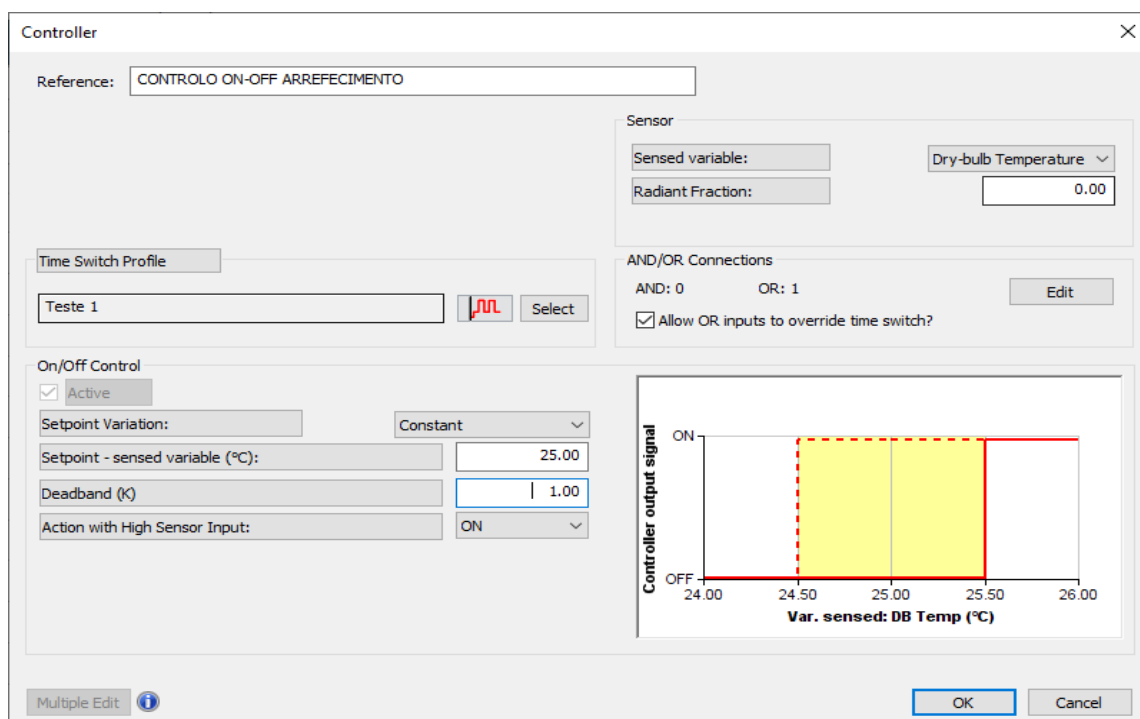 Controller
Reference: CONTROLO ON-OFF ARREFECIMENTO
Sensor
Sensed variable: Dry-bulb Temperature
Radiant Fraction: 0.00
Time Switch Profile
Teste 1 Select
AND/OR Connections
AND: 0 OR: 1 Edit
Allow OR inputs to override time switch?
On/Off Control
Active
Setpoint Variation: Constant
Setpoint - sensed variable (°C): 25.00
Deadband (K) 1.00
Action with High Sensor Input: ON
Controller output signal
ON
OFF
24.00 24.50 25.00 25.50 26.00
Var. sensed: DB Temp (°C)
Multiple Edit OK Cancel